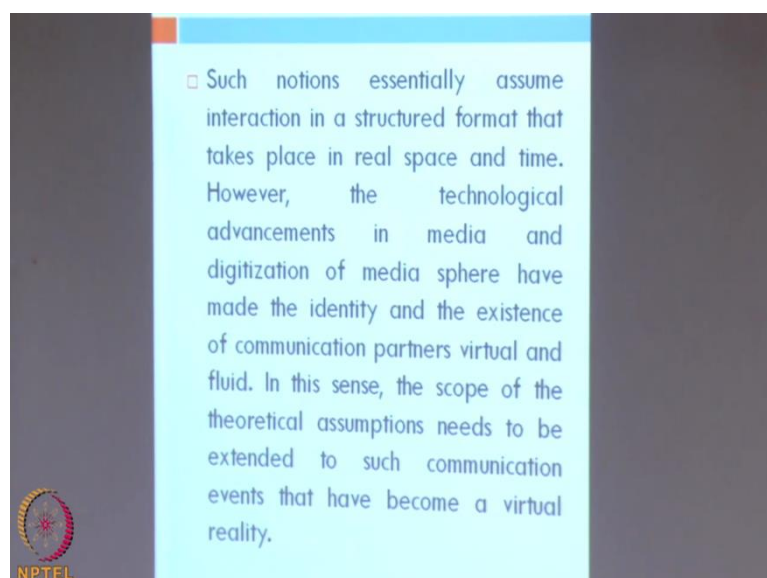 Such notions essentially assume
interaction in a structured format that
takes place in real space and time.
However, the technological
advancements in media and
digitization of media sphere have
made the identity and the existence
of communication partners virtual and
fluid. In this sense, the scope of the
theoretical assumptions needs to be
extended to such communication
events that have become a virtual
reality.
NPTEL